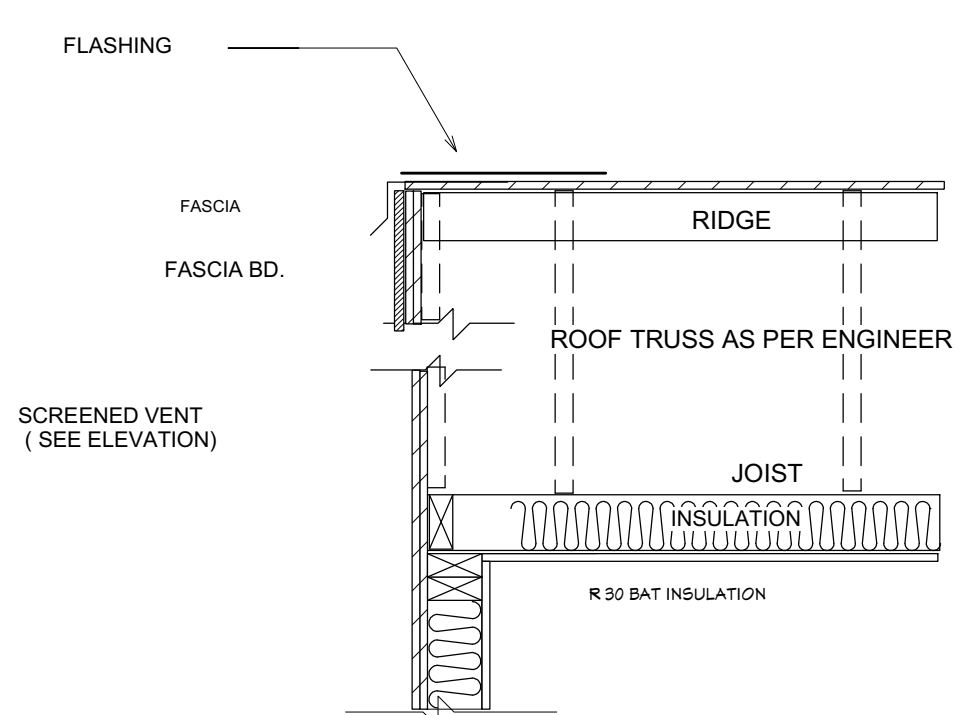 FLASHING
FASCIA
RIDGE
FASCIA BD.
ROOF TRUSS AS PER ENGINEER
SCREENED VENT
( SEE ELEVATION)
JOIST
INSULATION
R 30 BAT INSULATION